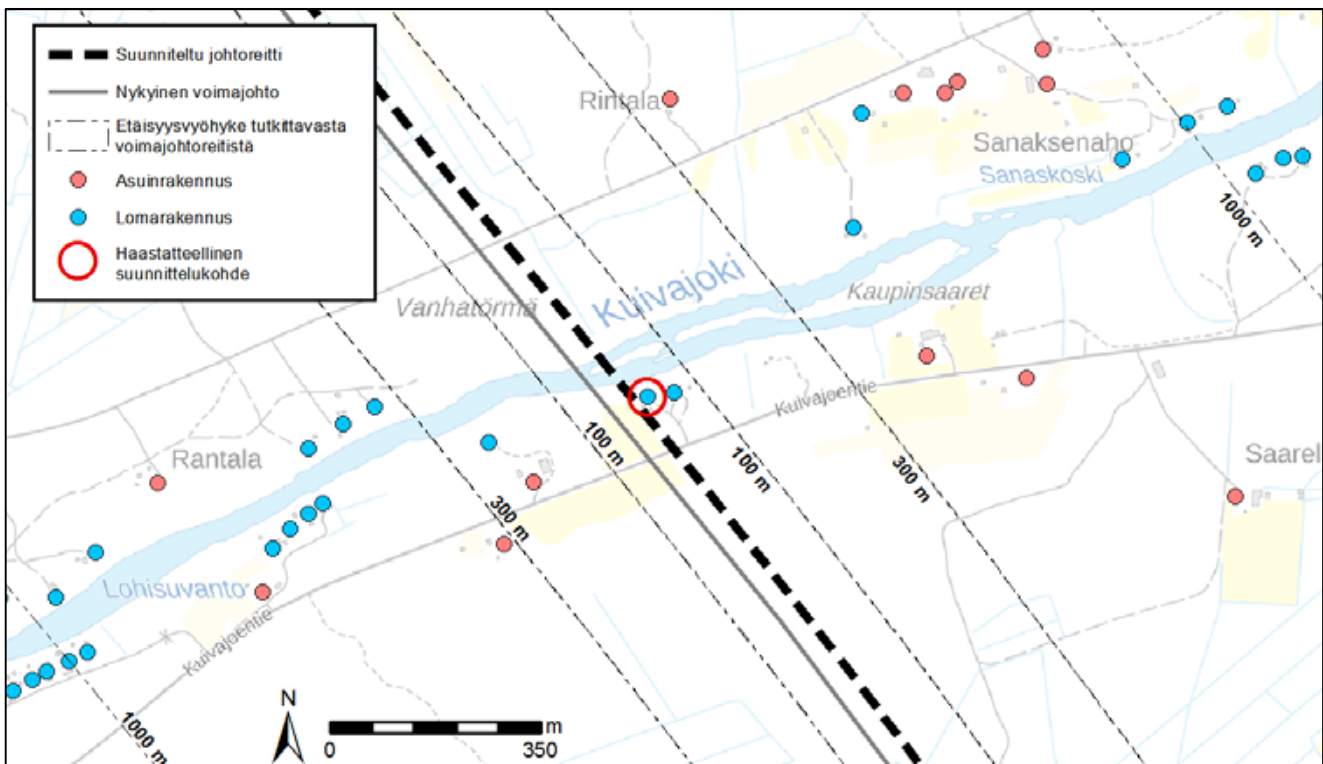 Suunniteltu johtoreitti
Nykyinen voimajohto
Etäisyysvyöhyke tutkittavasta
voimajohtoreitistä
Asuinrakennus
Lomarakennus
Haastatteellinen
suunnittelukohde
Rintala
Sanaksenaho
Sanaskoski
1000 m
Kuivajoki
Vanhatörmä
Kaupinsaaret
Kuivajoentie
Rantala
100 m
100 m
300 m
300 m
Saarel
Lohisuvanto
Kuivajoentie
1000 m
N
m
0
350